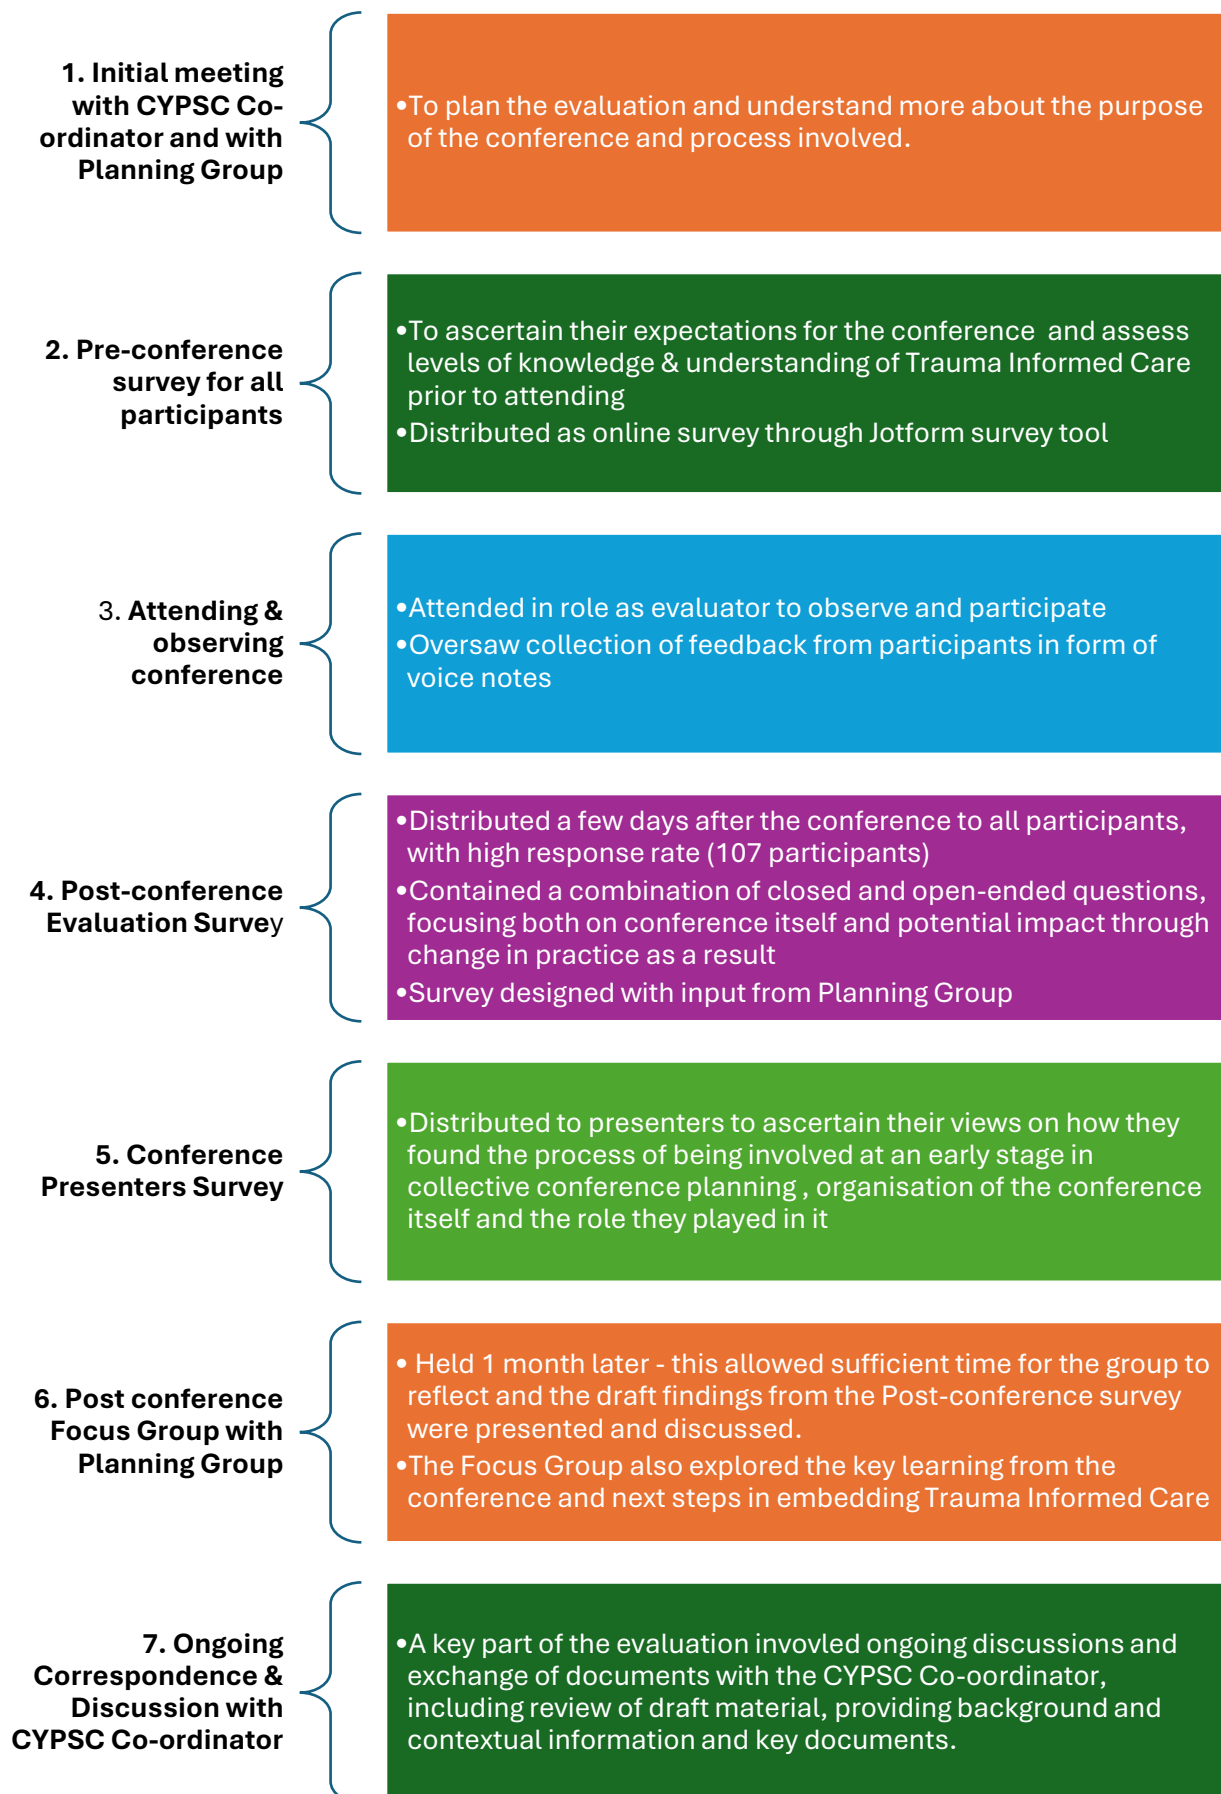 1. Initial meeting
with CYPSC Co-
ordinator and with
Planning Group
•To plan the evaluation and understand more about the purpose
of the conference and process involved.
2. Pre-conference
survey for all
participants
•To ascertain their expectations for the conference  and assess
levels of knowledge & understanding of Trauma Informed Care
prior to attending
•Distributed as online survey through Jotform survey tool
3. Attending &
observing
conference
•Attended in role as evaluator to observe and participate
•Oversaw collection of feedback from participants in form of
voice notes
4. Post-conference
Evaluation Survey
•Distributed a few days after the conference to all participants,
with high response rate (107 participants)
•Contained a combination of closed and open-ended questions,
focusing both on conference itself and potential impact through
change in practice as a result
•Survey designed with input from Planning Group
5. Conference
Presenters Survey
•Distributed to presenters to ascertain their views on how they
found the process of being involved at an early stage in
collective conference planning , organisation of the conference
itself and the role they played in it
6. Post conference
Focus Group with
Planning Group
• Held 1 month later - this allowed sufficient time for the group to
reflect and the draft findings from the Post-conference survey
were presented and discussed.
•The Focus Group also explored the key learning from the
conference and next steps in embedding Trauma Informed Care
7. Ongoing
Correspondence &
Discussion with
CYPSC Co-ordinator
•A key part of the evaluation invovled ongoing discussions and
exchange of documents with the CYPSC Co-oordinator,
including review of draft material, providing background and
contextual information and key documents.